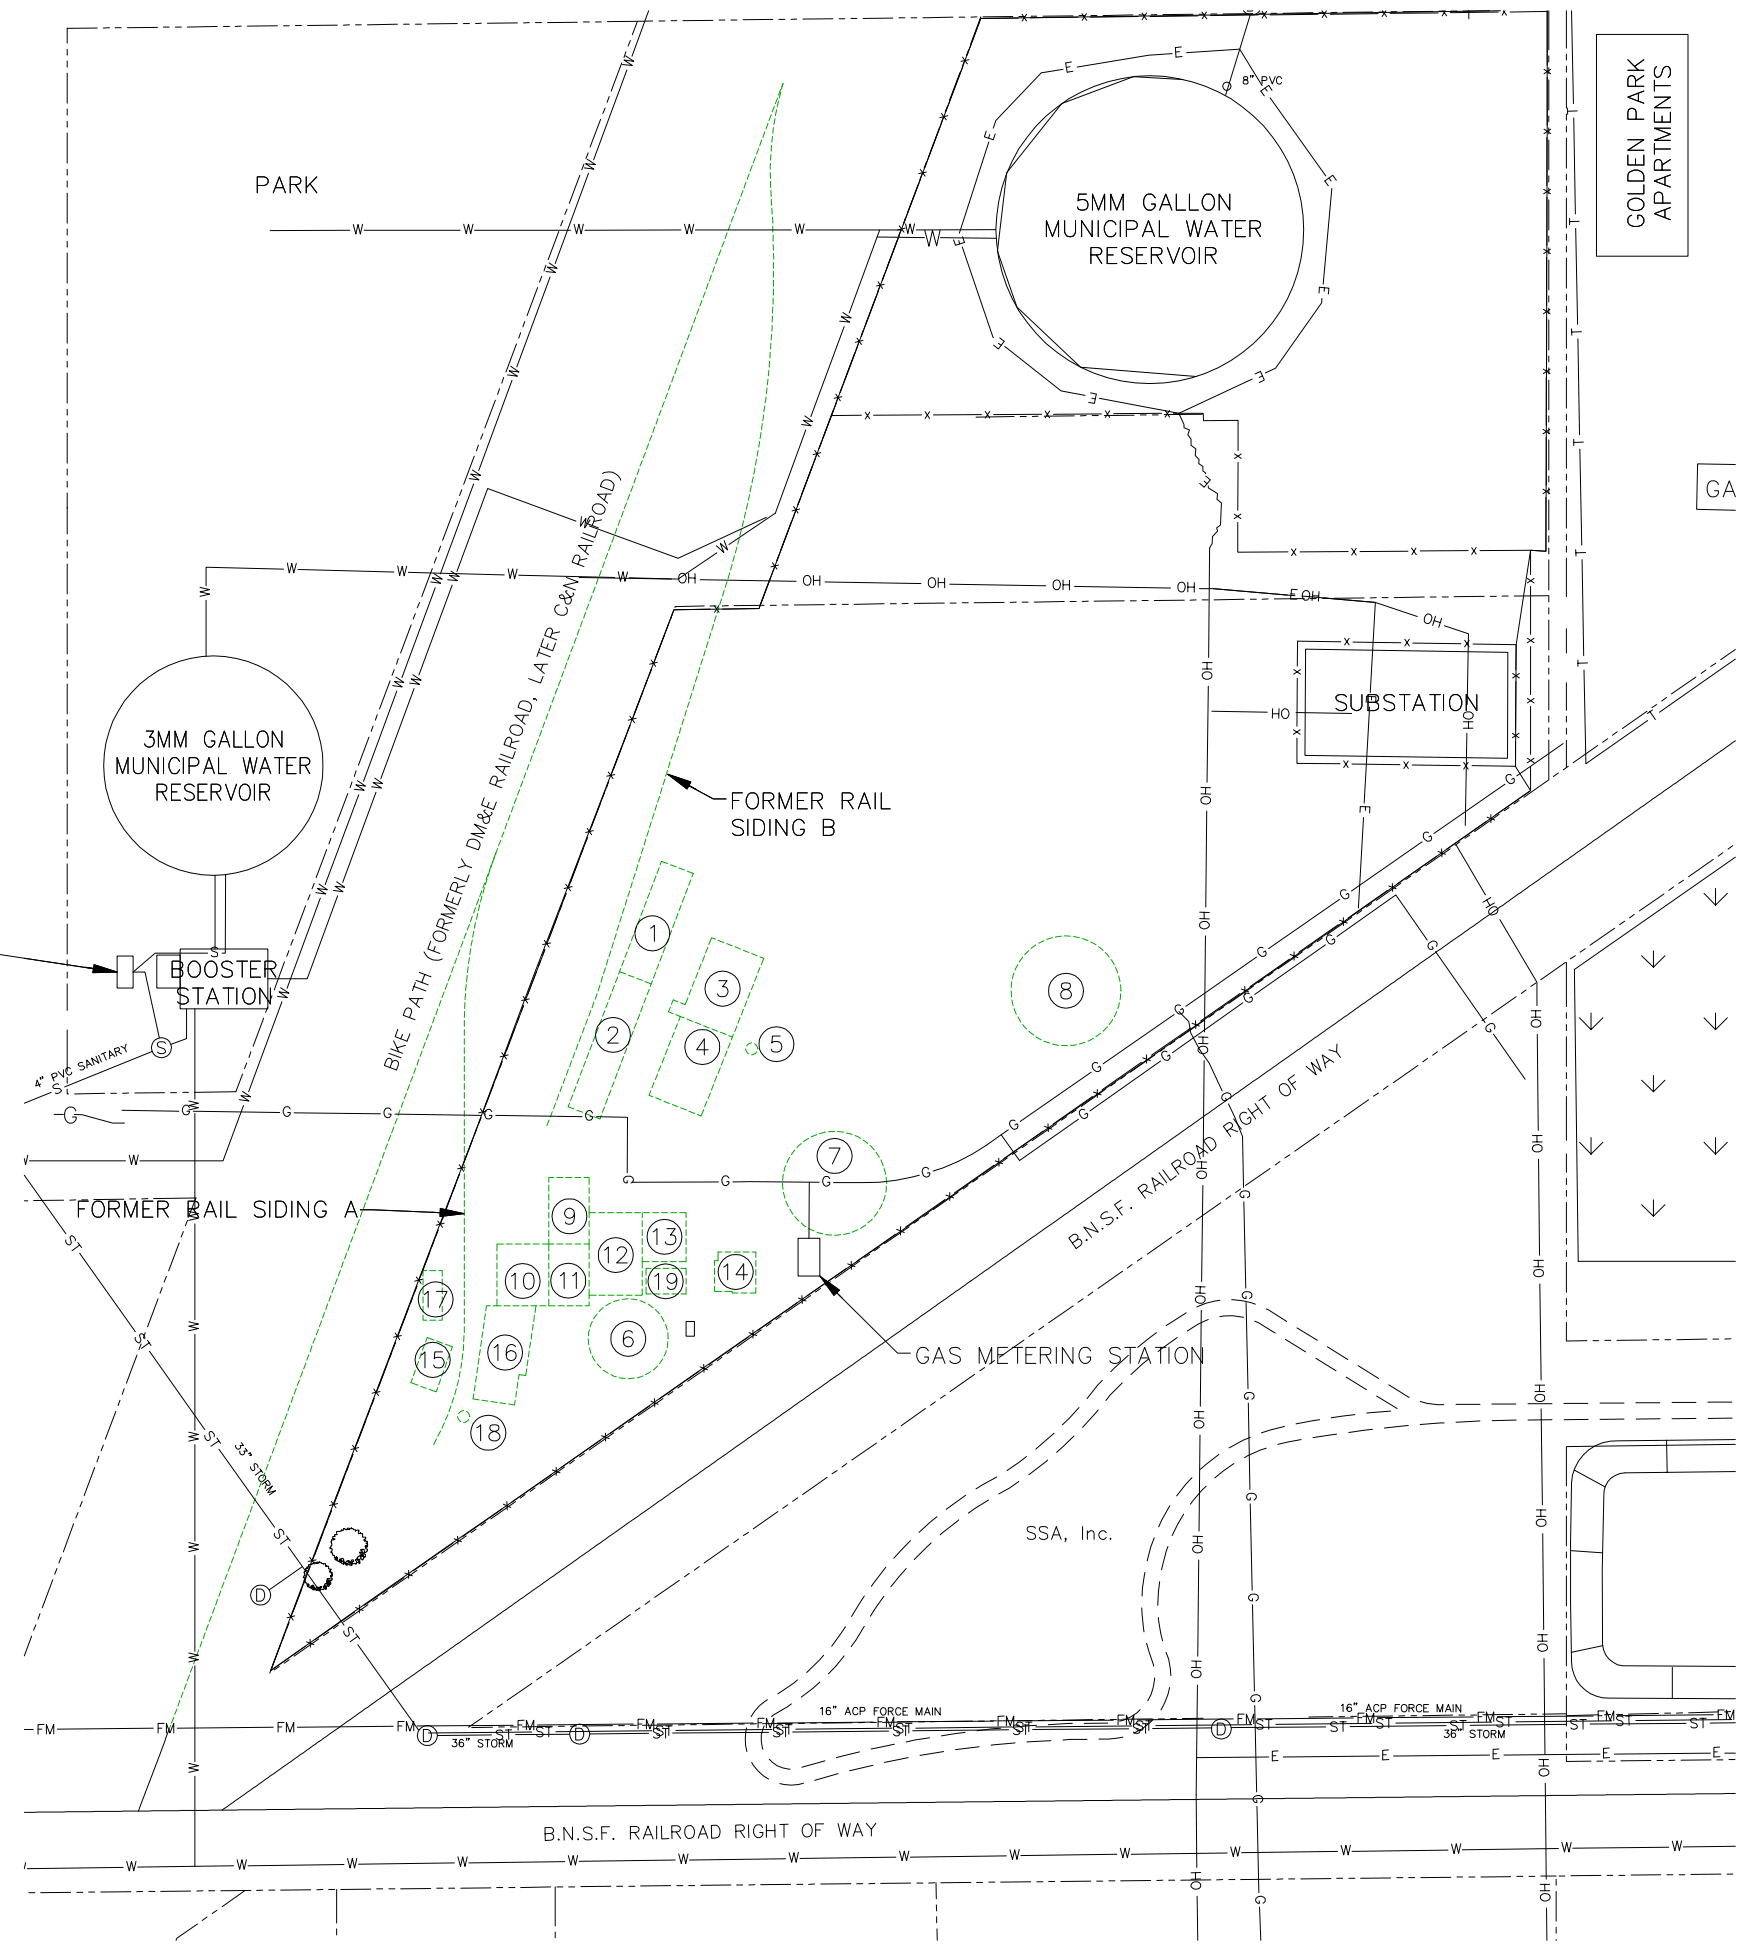 GOLDEN PARK
APARTMENTS
8" PVC
PARK
5MM GALLON
MUNICIPAL WATER
RESERVOIR
GA
BIKE PATH (FORMERLY DM&E RAILROAD, LATER C&N RAILROAD)
SUBSTATION
3MM GALLON
MUNICIPAL WATER
RESERVOIR
FORMER RAIL
SIDING B
BOOSTER
STATION
4" PVC SANITARY
1
2
3
4
5
8
7
B.N.S.F. RAILROAD RIGHT OF WAY
FORMER RAIL SIDING A
9
10
11
12
13
19
14
17
15
16
6
18
GAS METERING STATION
33" STORM
SSA, Inc.
16" ACP FORCE MAIN
36" STORM
16" ACP FORCE MAIN
36" STORM
B.N.S.F. RAILROAD RIGHT OF WAY